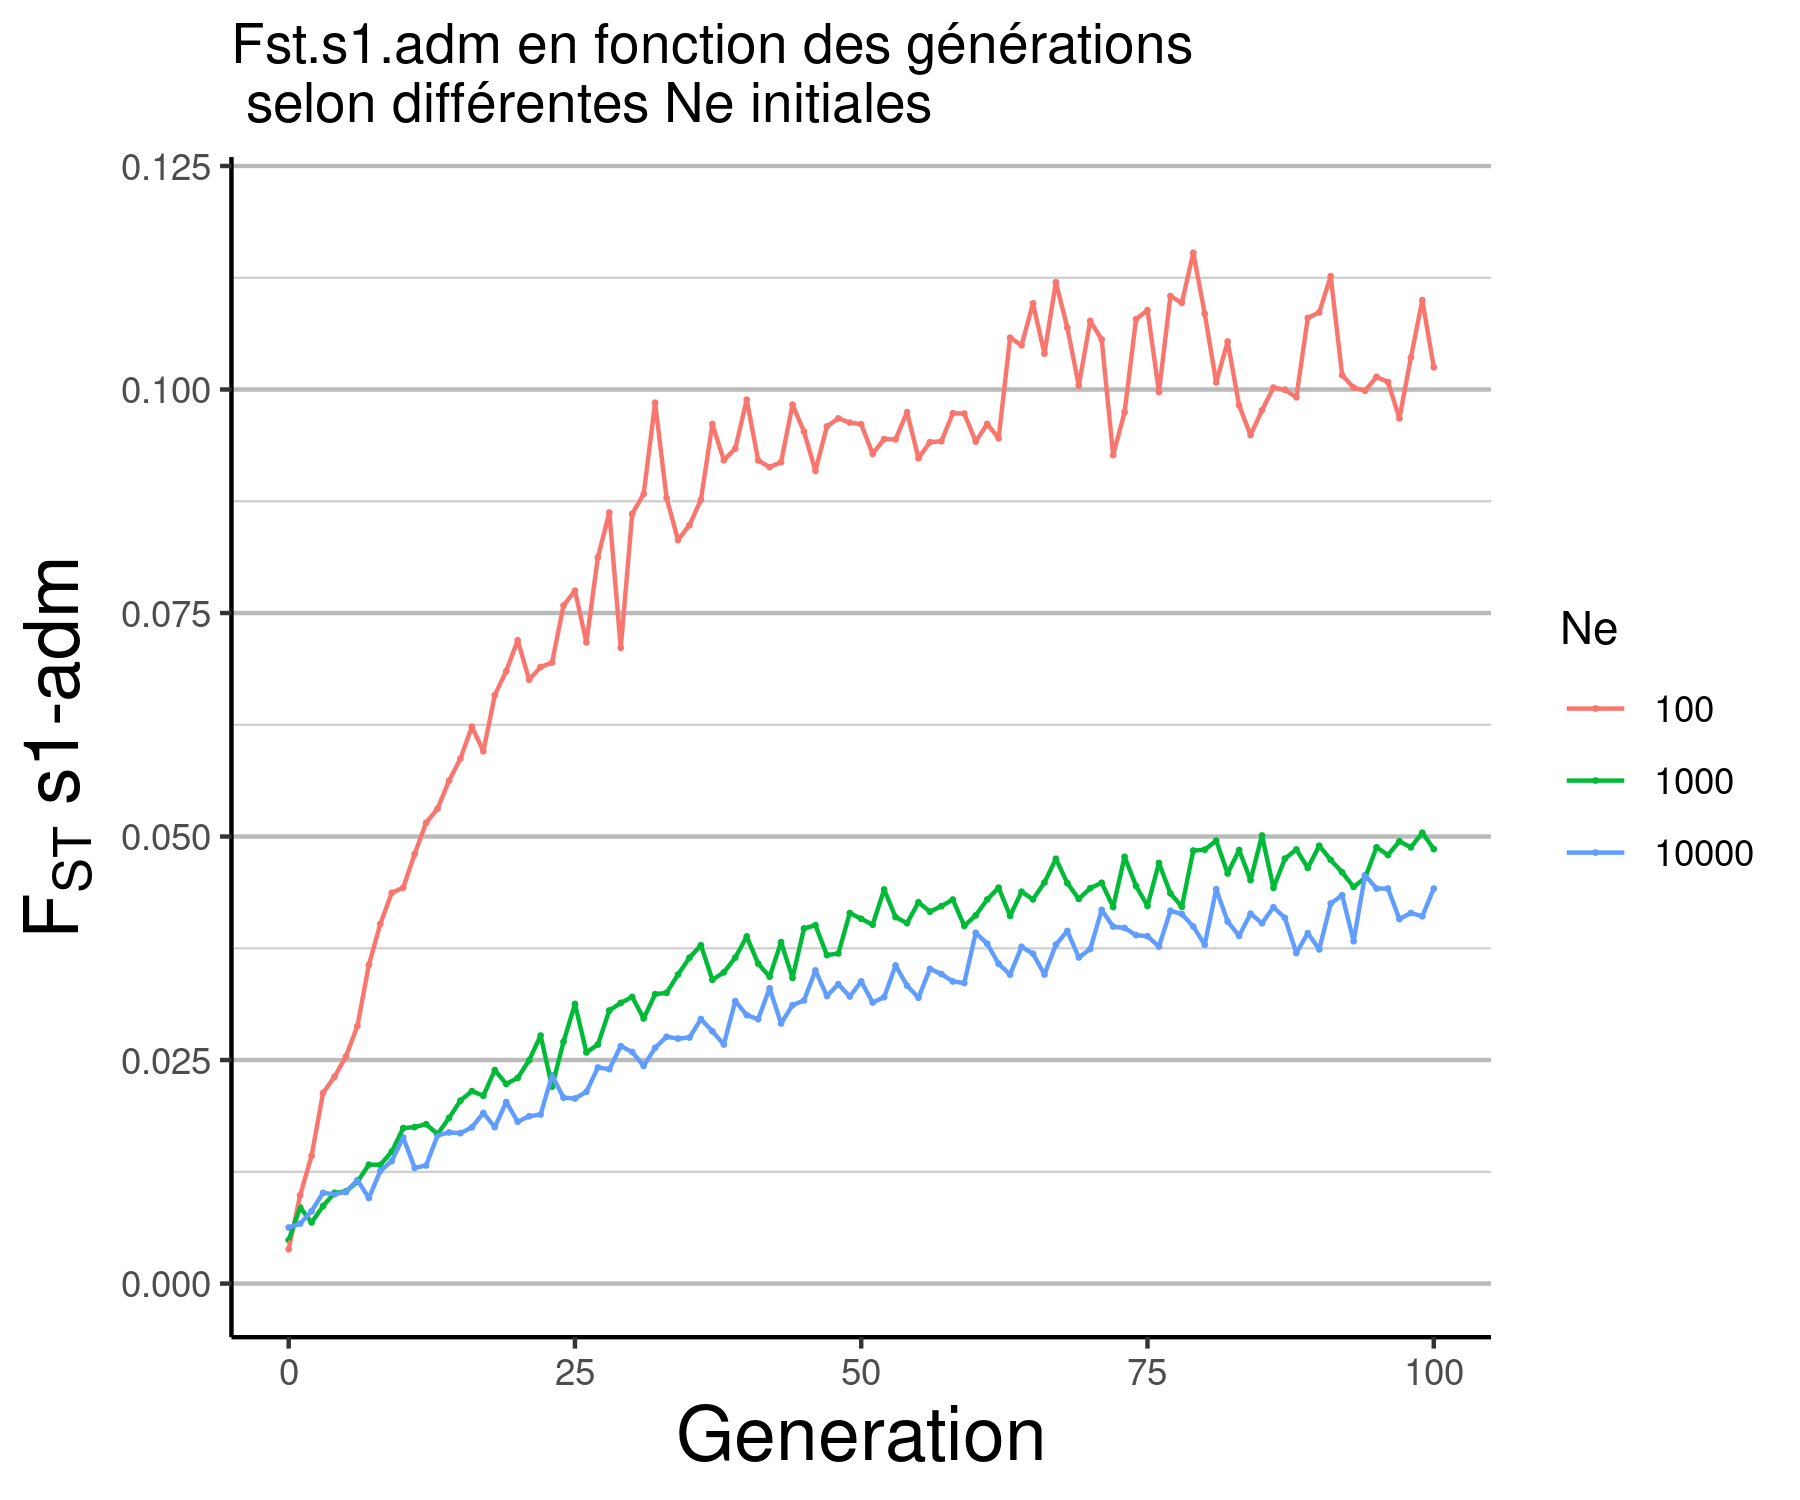 Fst.s1.adm en fonction des générations
selon différentes Ne initiales
0.125
0.100
0.075
0.050
0.025
0.000
FST s1-adm
0 25 50 75 100
Generation
Ne
100
1000
10000